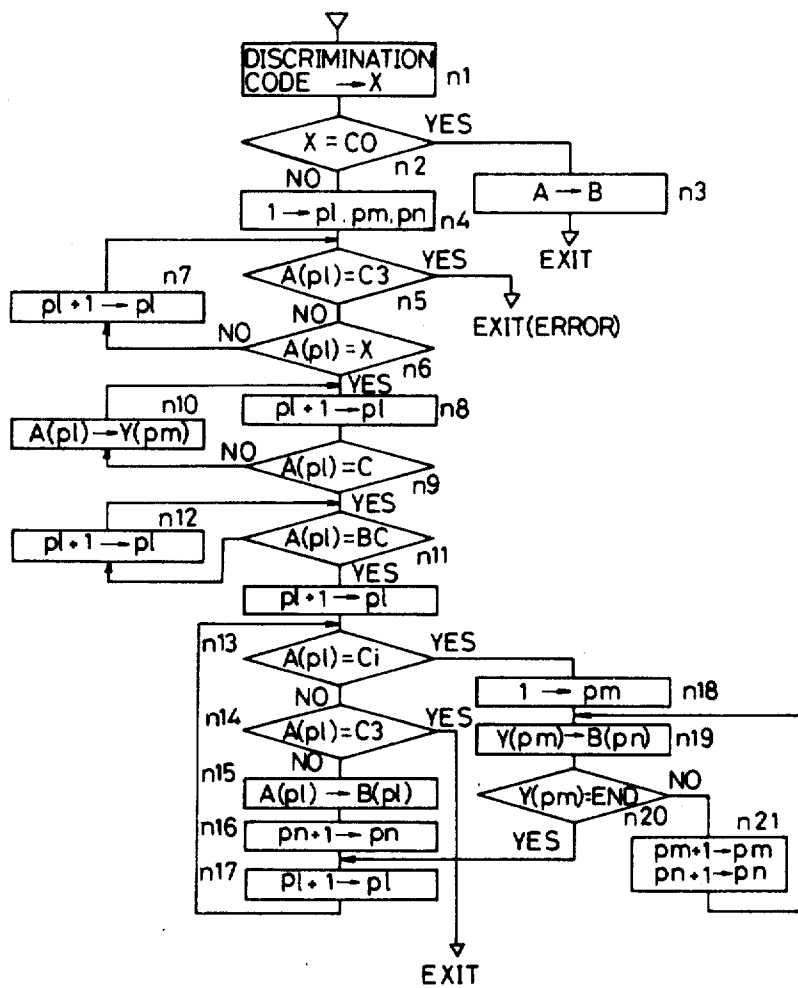 DISCRIMINATION
CODE → X
n1
X = CO
YES
n2
NO
A → B
n3
1 → pl, pm, pn
n4
EXIT
n7
A(pl)=C3
YES
n5
pl + 1 → pl
NO
EXIT(ERROR)
NO
A(pl)=X
n6
YES
n10
pl + 1 → pl
n8
A(pl) → Y(pm)
NO
A(pl)=C
n9
YES
n12
pl + 1 → pl
A(pl)=BC
n11
YES
pl + 1 → pl
n13
A(pl)=Ci
YES
NO
1 → pm
n18
n14
A(pl)=C3
YES
Y(pm) → B(pn)
n19
NO
n15
A(pl) → B(pl)
Y(pm)=END
NO
n20
n16
pn+1 → pn
YES
n21
pm+1 → pm
pn+1 → pn
n17
pl + 1 → pl
EXIT